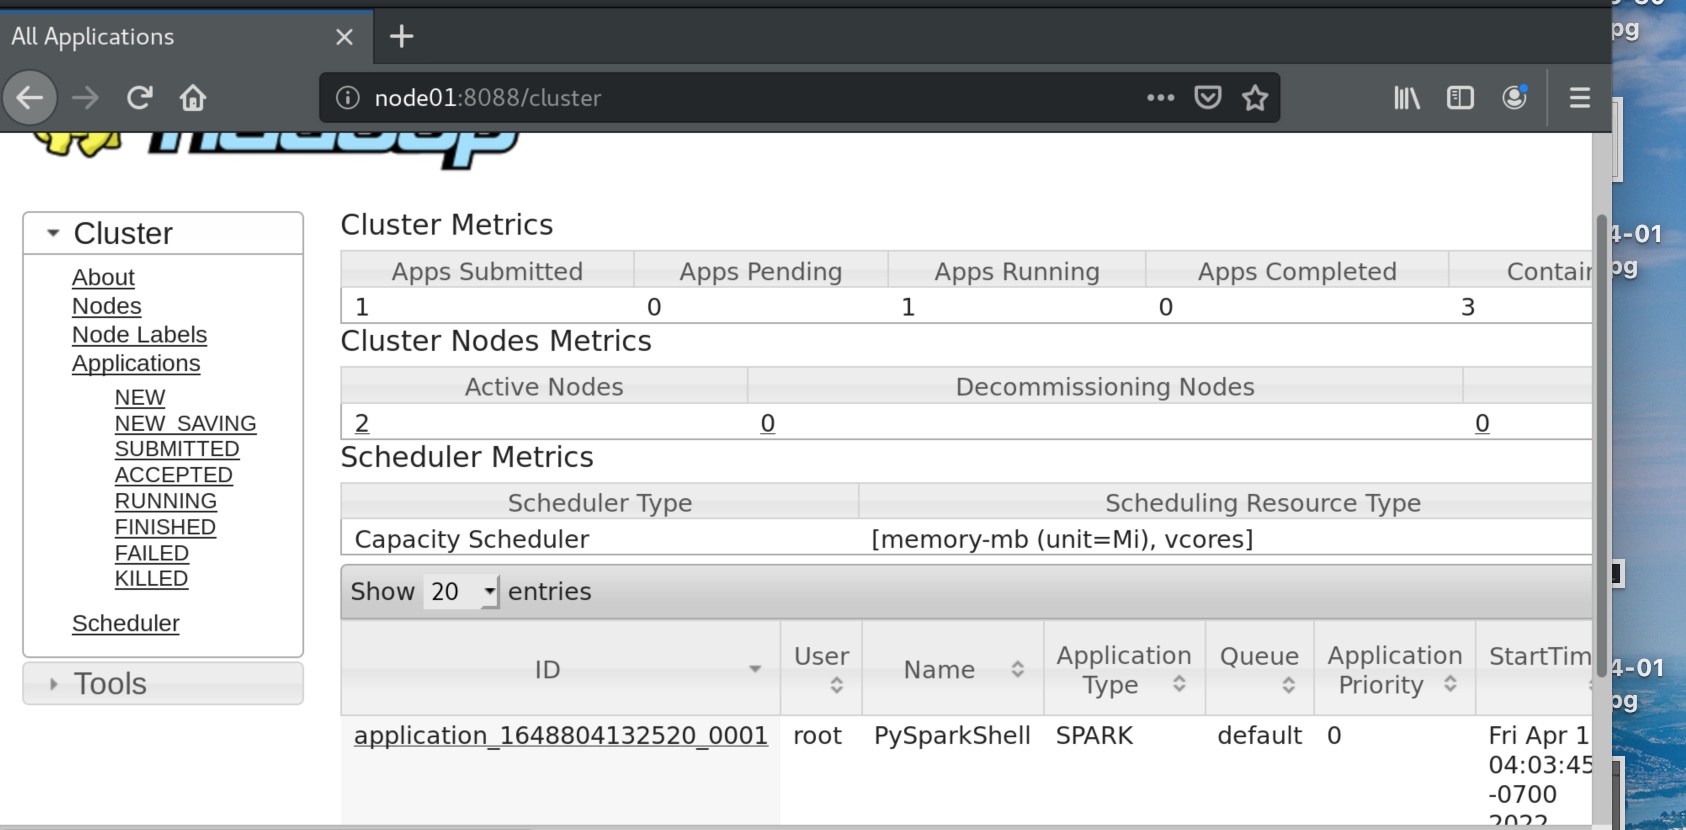 All Applications
node01:8088/cluster
hadoop
Cluster
About
Nodes
Node Labels
Applications
NEW
NEW_SAVING
SUBMITTED
ACCEPTED
RUNNING
FINISHED
FAILED
KILLED
Scheduler
Tools
Cluster Metrics
Apps Submitted Apps Pending Apps Running Apps Completed Contain
1 0 1 0 3
Cluster Nodes Metrics
Active Nodes Decommissioning Nodes
2 0 0
Scheduler Metrics
Scheduler Type Scheduling Resource Type
Capacity Scheduler [memory-mb (unit=Mi), vcores]
Show 20 entries
ID User Name Application Type Queue Application Priority StartTim
application_1648804132520_0001 root PySparkShell SPARK default 0 Fri Apr 1
04:03:45
-0700
2022
pg
4-01
pg
4-01
pg